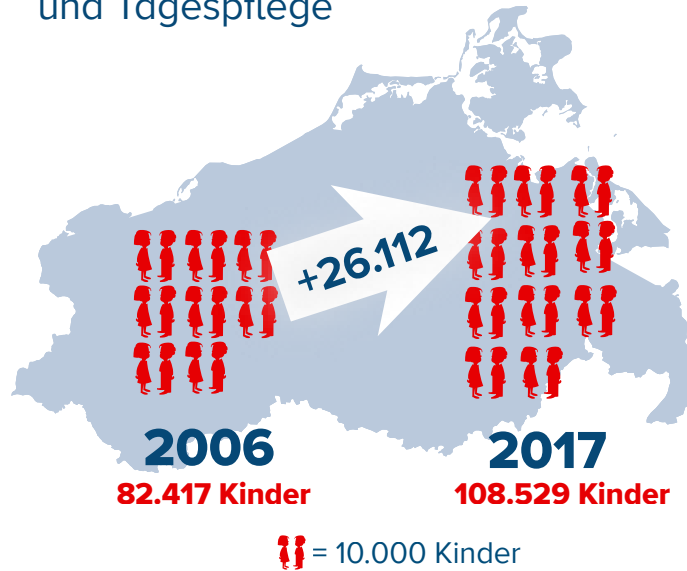 und Tagespflege
+26.112
2006
2017
82.417 Kinder
108.529 Kinder
= 10.000 Kinder